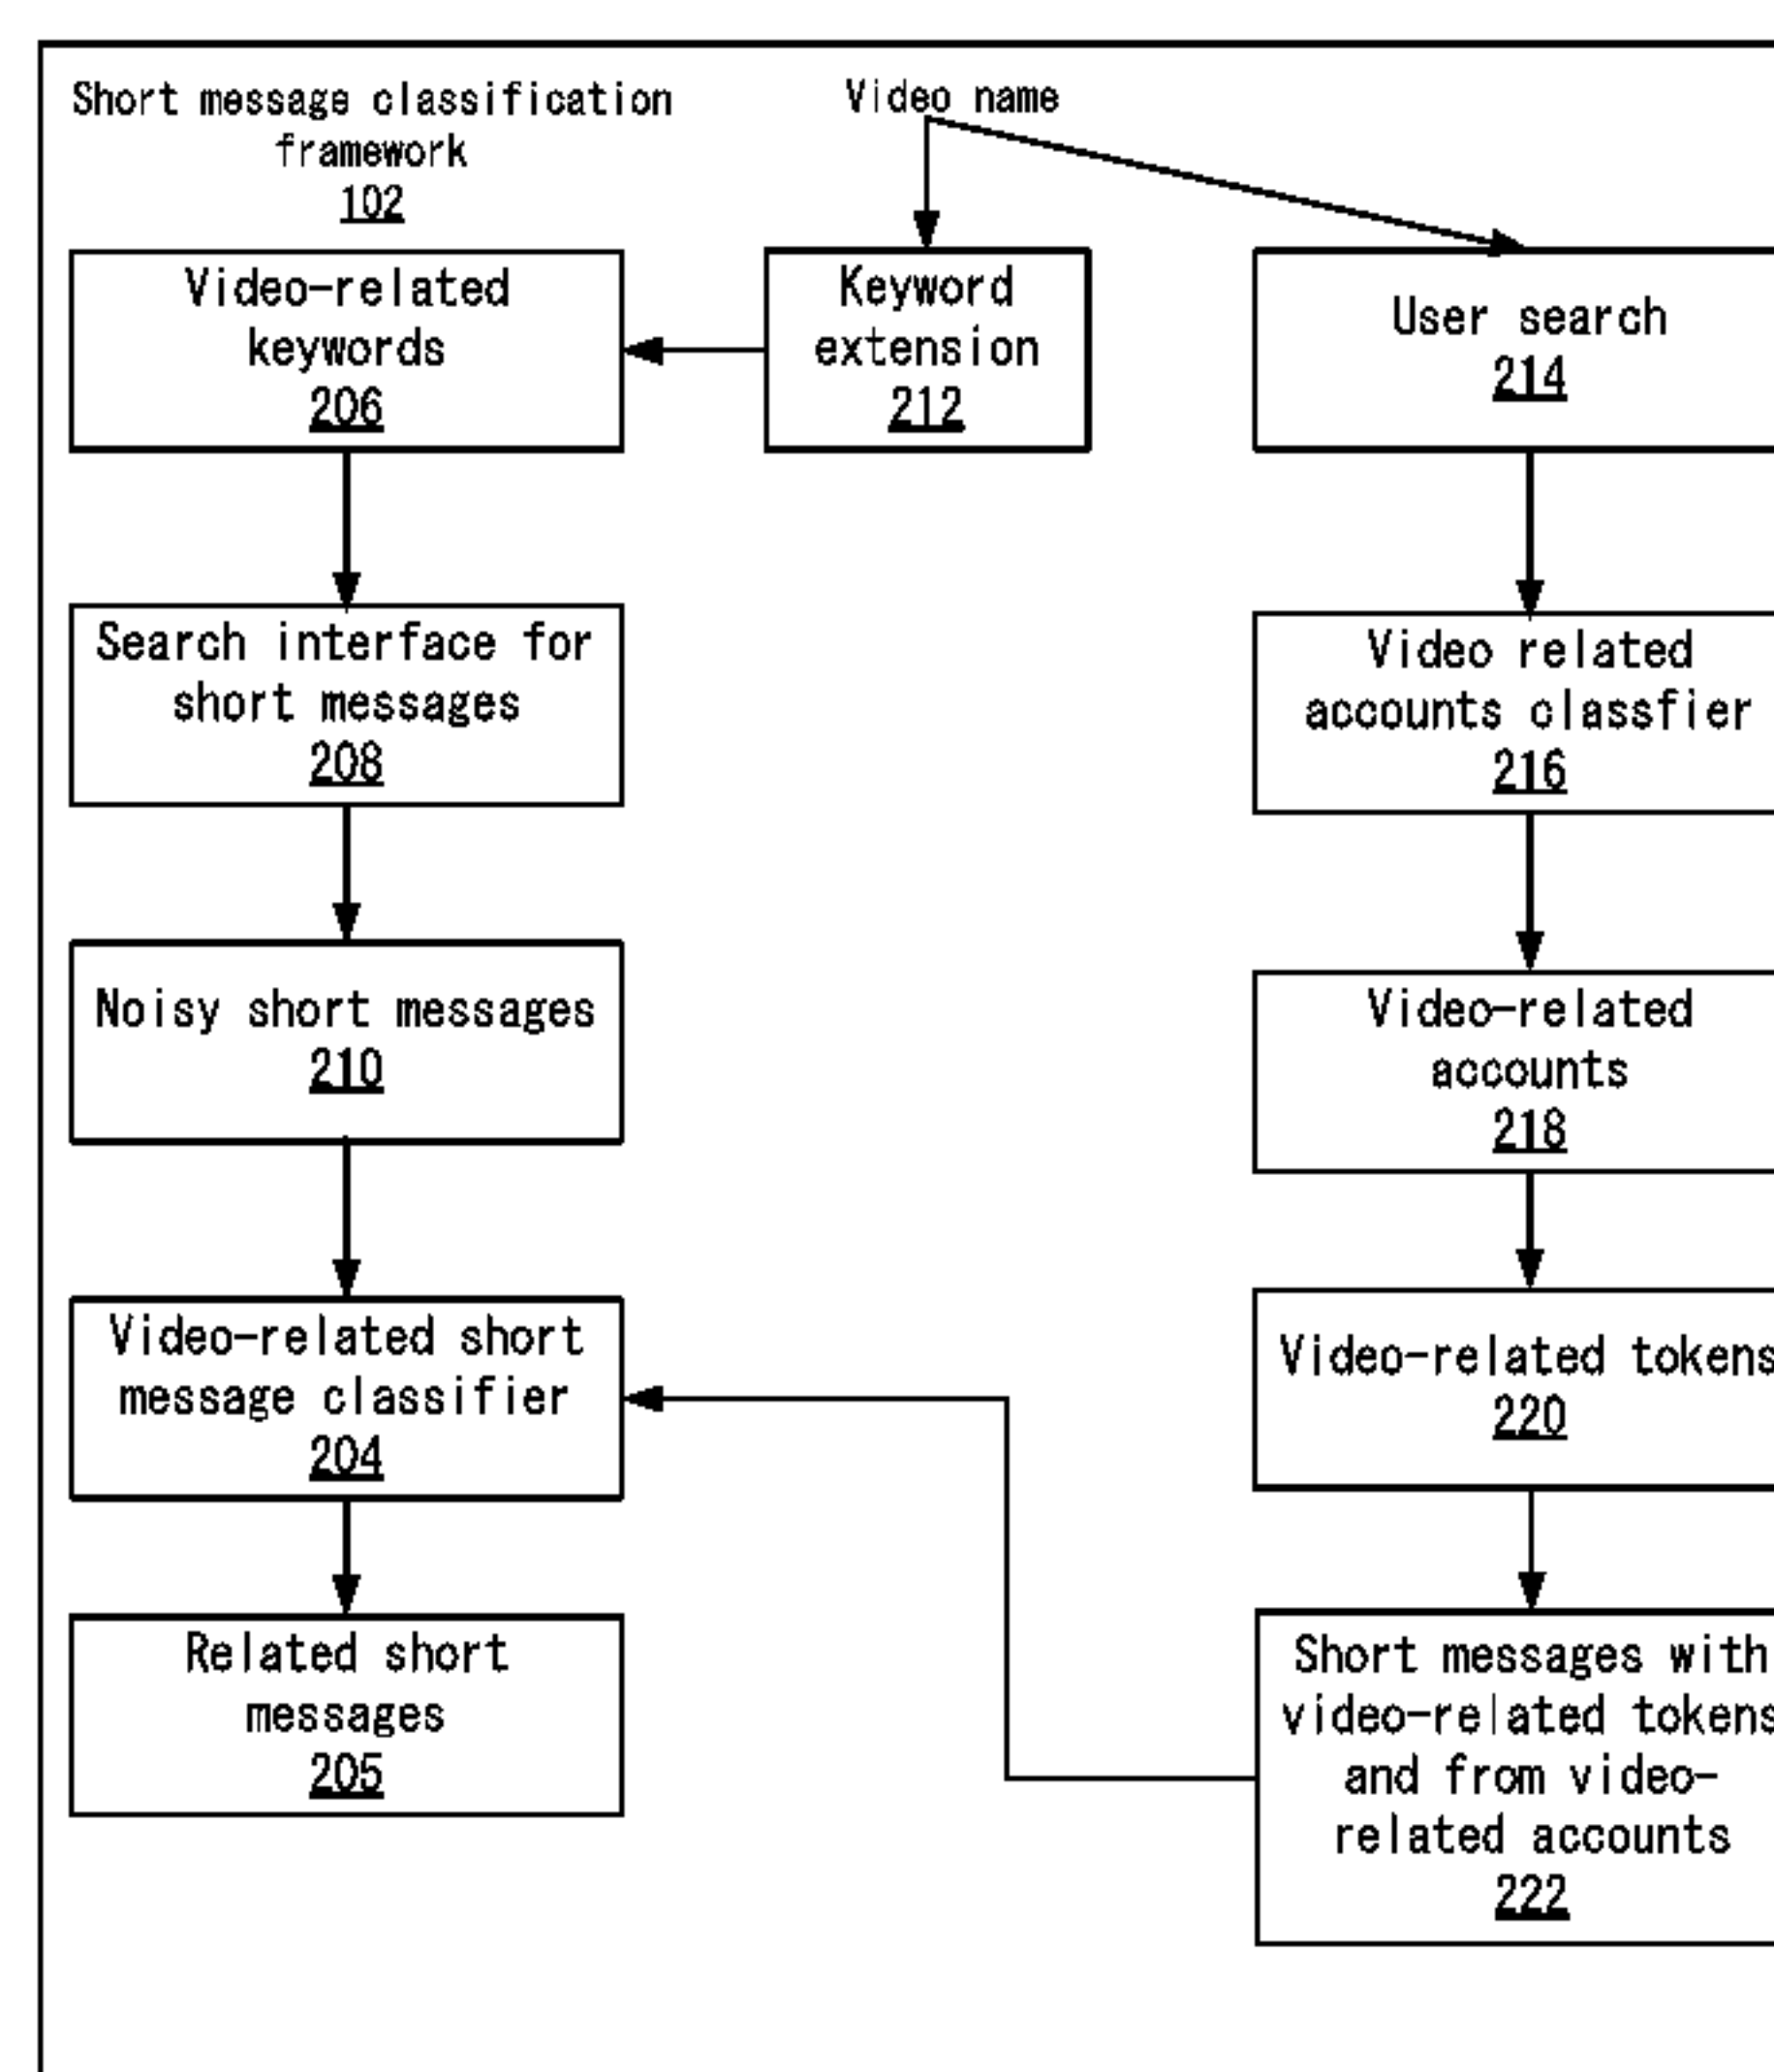 Short message classification
framework
102
Video name
Video-related
keywords
206
Keyword
extension
212
User search
214
Search interface for
short messages
208
Video related
accounts classfier
216
Noisy short messages
210
Video-related
accounts
218
Video-related short
message classifier
204
Video-related tokens
220
Related short
messages
205
Short messages with
video-related tokens
and from video-
related accounts
222